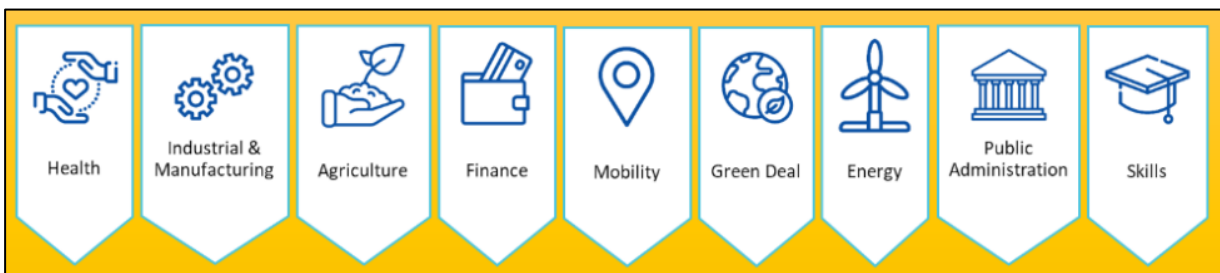 Health
Industrial &
Manufacturing
Agriculture
Finance
Mobility
Green Deal
Energy
Public
Administration
Skills